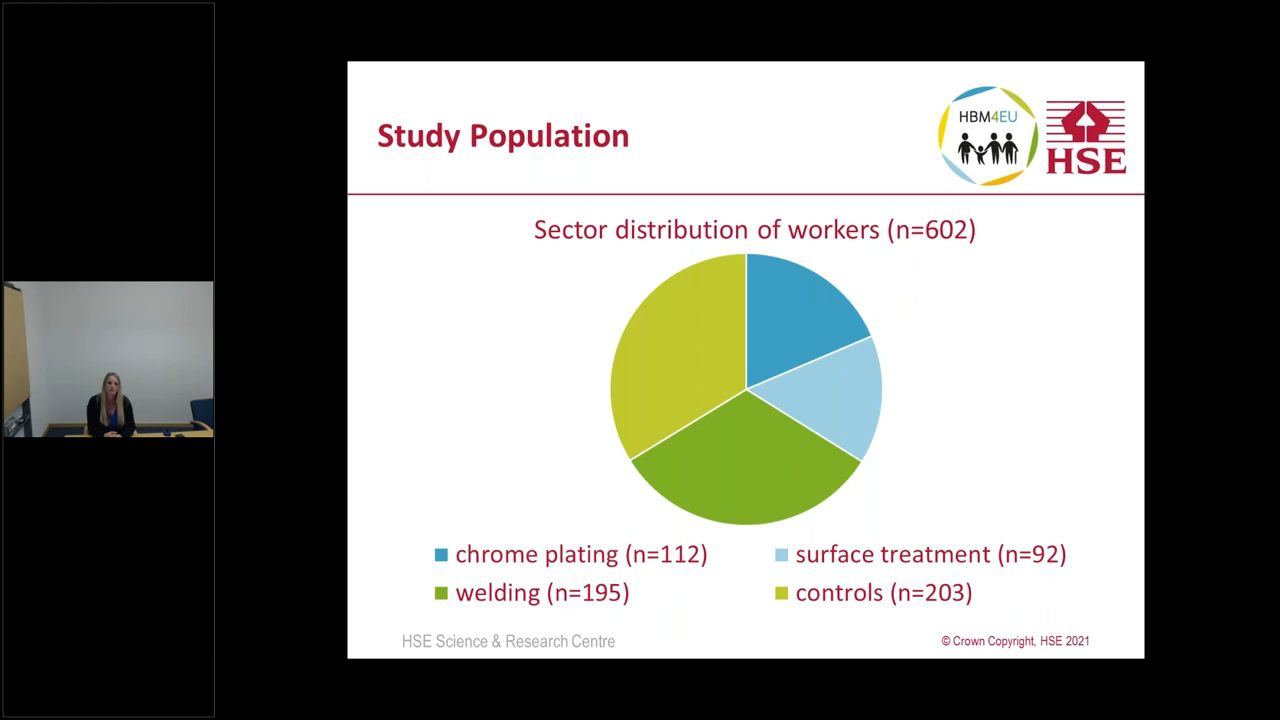 Study Population
HBM4EU
HSE
Sector distribution of workers (n=602)
chrome plating (n=112)
surface treatment (n=92)
welding (n=195)
controls (n=203)
HSE Science & Research Centre
© Crown Copyright, HSE 2021